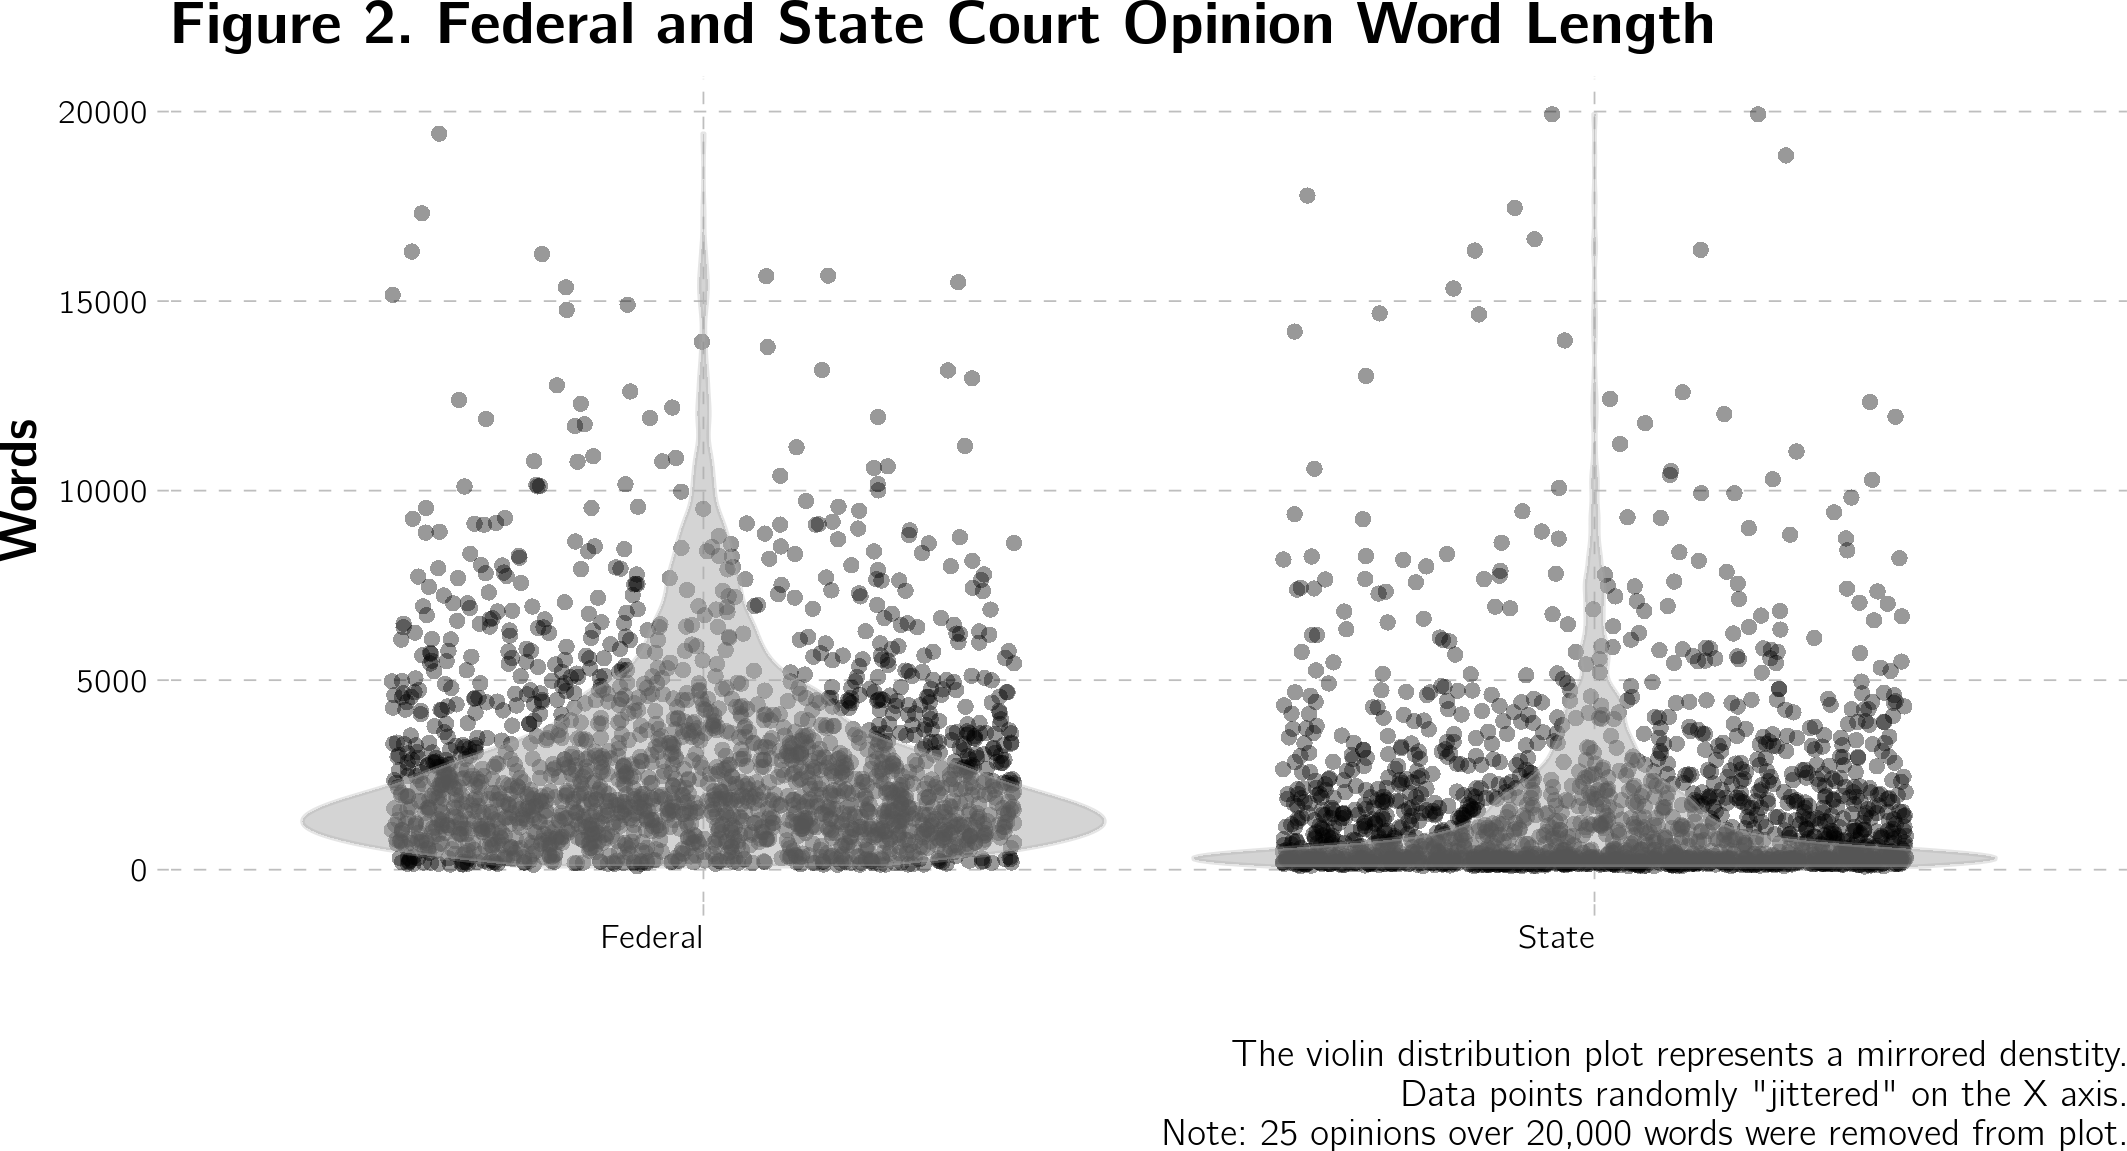 Figure 2. Federal and State Court Opinion Word Length
Words
20000
15000
10000
5000
0
Federal
State
The violin distribution plot represents a mirrored denstity.
Data points randomly "jittered" on the X axis.
Note: 25 opinions over 20,000 words were removed from plot.